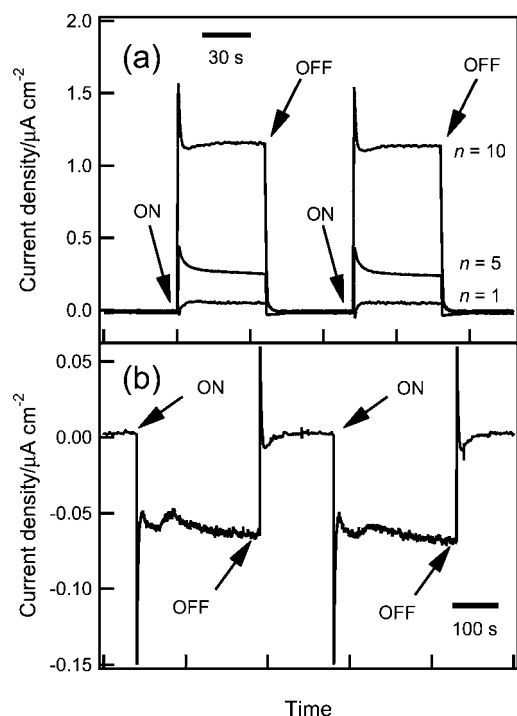 2.0
(a)
30 s
OFF
OFF
1.5
n = 10
1.0
ON
ON
0.5
n = 5
n = 1
0.0
Current density/μA cm⁻²
0.05
(b)
ON
ON
0.00
-0.05
OFF
OFF
-0.10
100 s
-0.15
Current density/μA cm⁻²
Time